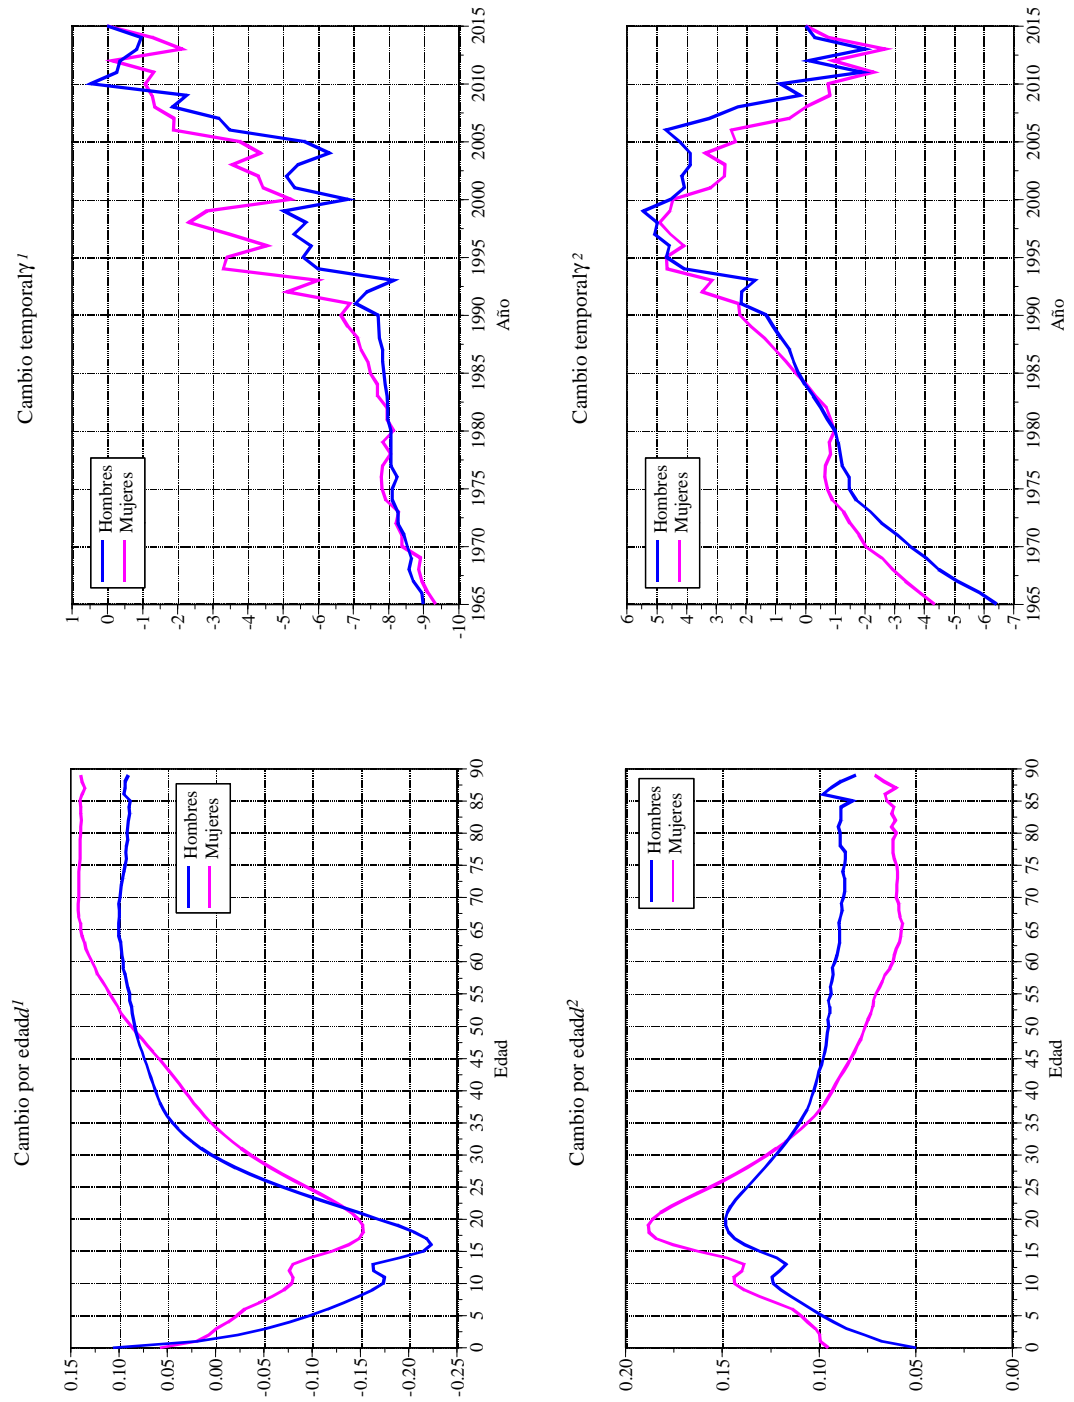 Cambio por edad d1
0.15
0.10
0.05
0.00
-0.05
-0.10
-0.15
-0.20
-0.25
Hombres
Mujeres
0 5 10 15 20 25 30 35 40 45 50 55 60 65 70 75 80 85 90
Edad
Cambio temporal γ 1
1
0
-1
-2
-3
-4
-5
-6
-7
-8
-9
-10
Hombres
Mujeres
1965 1970 1975 1980 1985 1990 1995 2000 2005 2010 2015
Año
Cambio por edad d2
0.20
0.15
0.10
0.05
0.00
Hombres
Mujeres
0 5 10 15 20 25 30 35 40 45 50 55 60 65 70 75 80 85 90
Edad
Cambio temporal γ 2
6
5
4
3
2
1
0
-1
-2
-3
-4
-5
-6
-7
Hombres
Mujeres
1965 1970 1975 1980 1985 1990 1995 2000 2005 2010 2015
Año